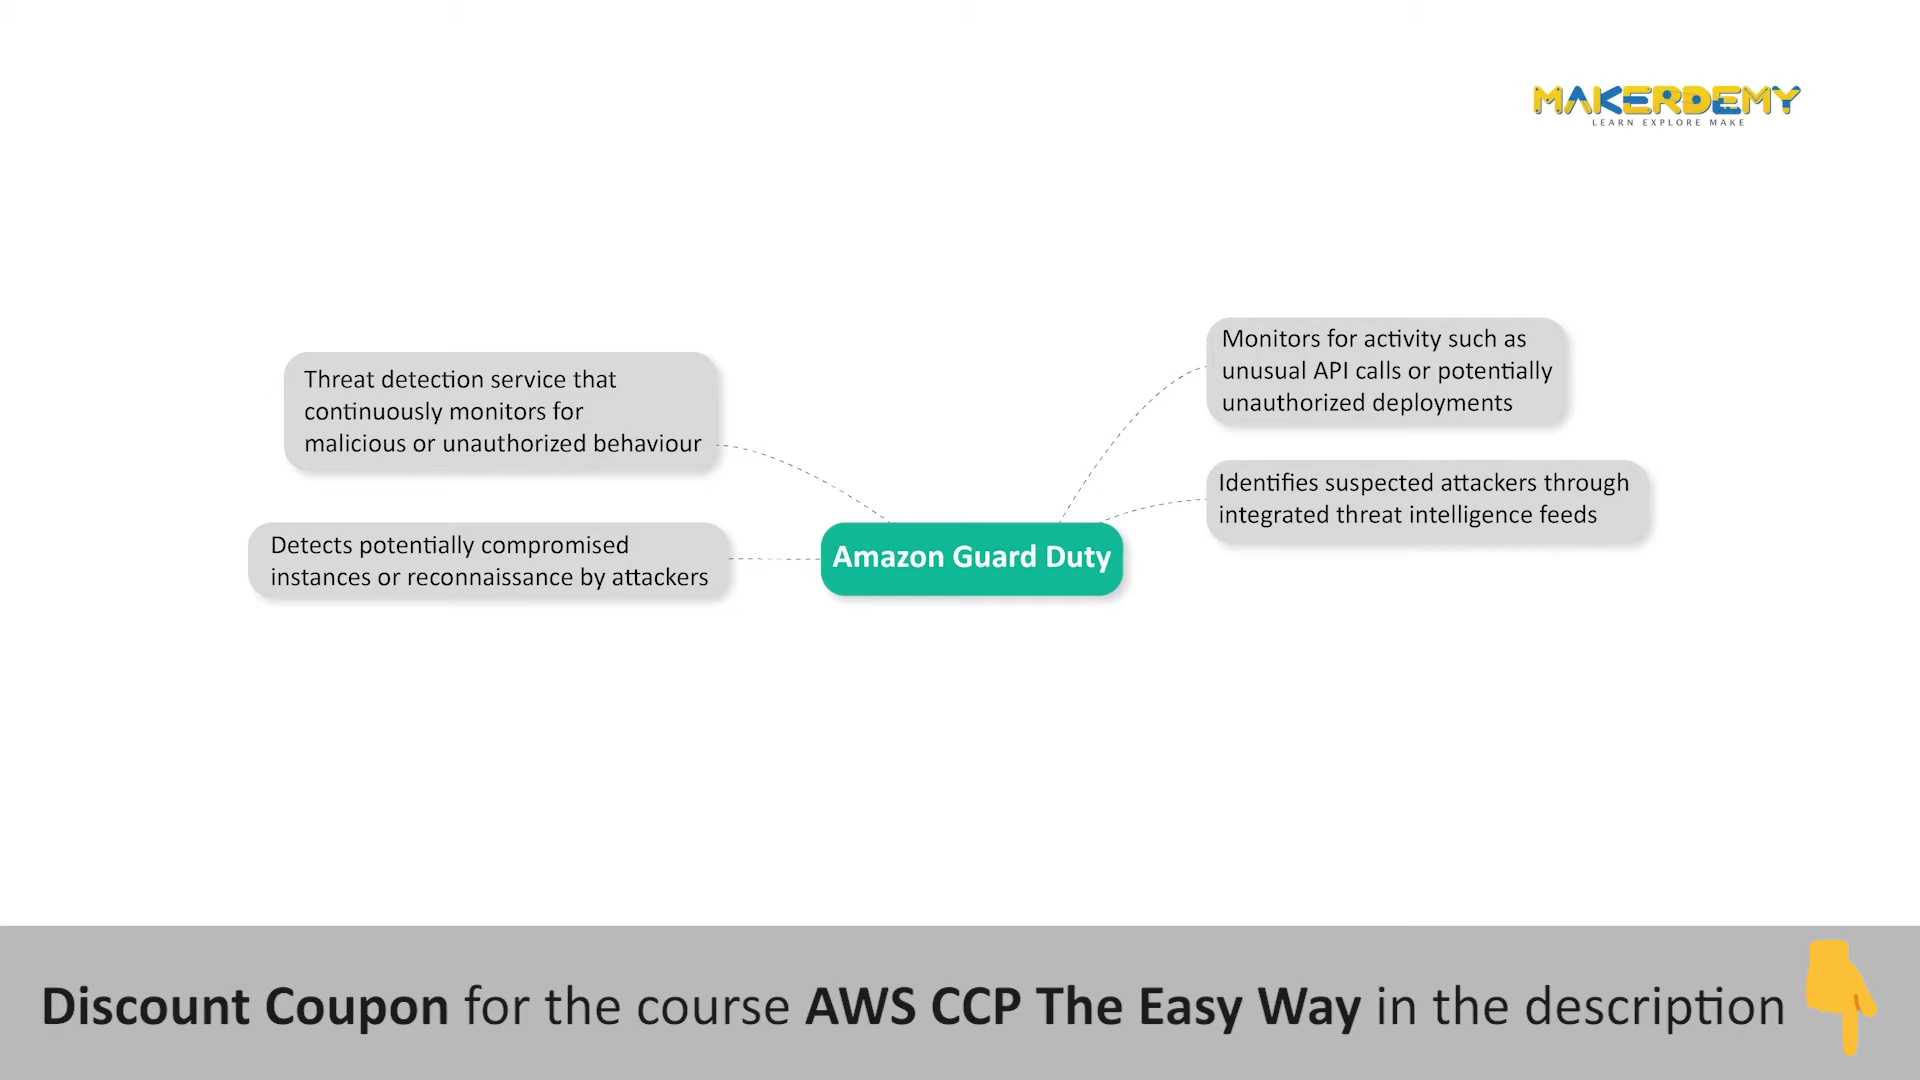 MAKERDEMY
LEARN EXPLORE MAKE
Threat detection service that
continuously monitors for
malicious or unauthorized behaviour
Detects potentially compromised
instances or reconnaissance by attackers
Amazon Guard Duty
Monitors for activity such as
unusual API calls or potentially
unauthorized deployments
Identifies suspected attackers through
integrated threat intelligence feeds
Discount Coupon for the course AWS CCP The Easy Way in the description